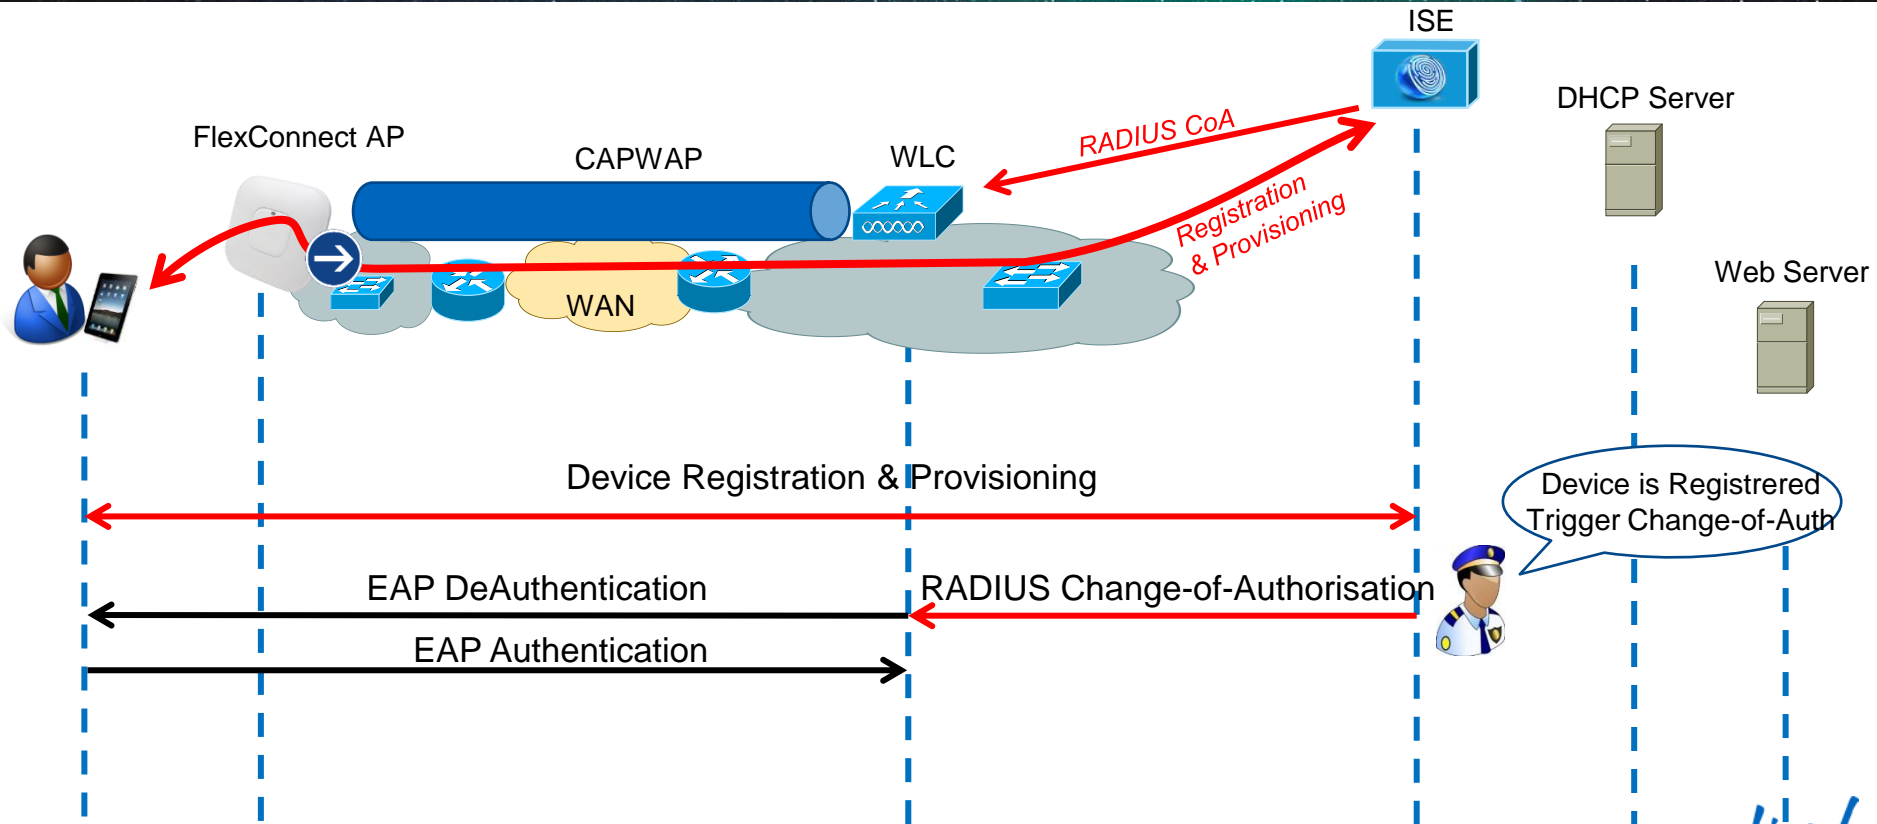 ISE
DHCP Server
FlexConnect AP
CAPWAP
WLC
RADIUS CoA
Registration
& Provisioning
WAN
Web Server
Device Registration & Provisioning
Device is Registrered
Trigger Change-of-Auth
EAP DeAuthentication
RADIUS Change-of-Authorisation
EAP Authentication